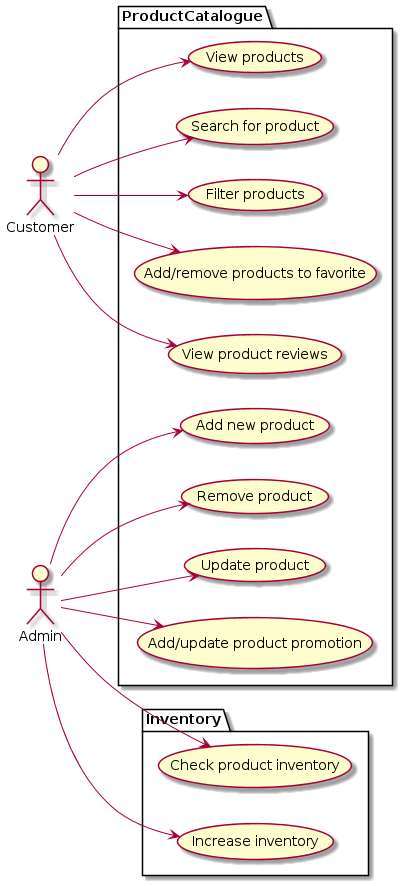 ProductCatalogue
View products
Search for product
Filter products
Customer
Add/remove products to favorite
View product reviews
Add new product
Remove product
Update product
Admin
Add/update product promotion
Inventory
Check product inventory
Increase inventory